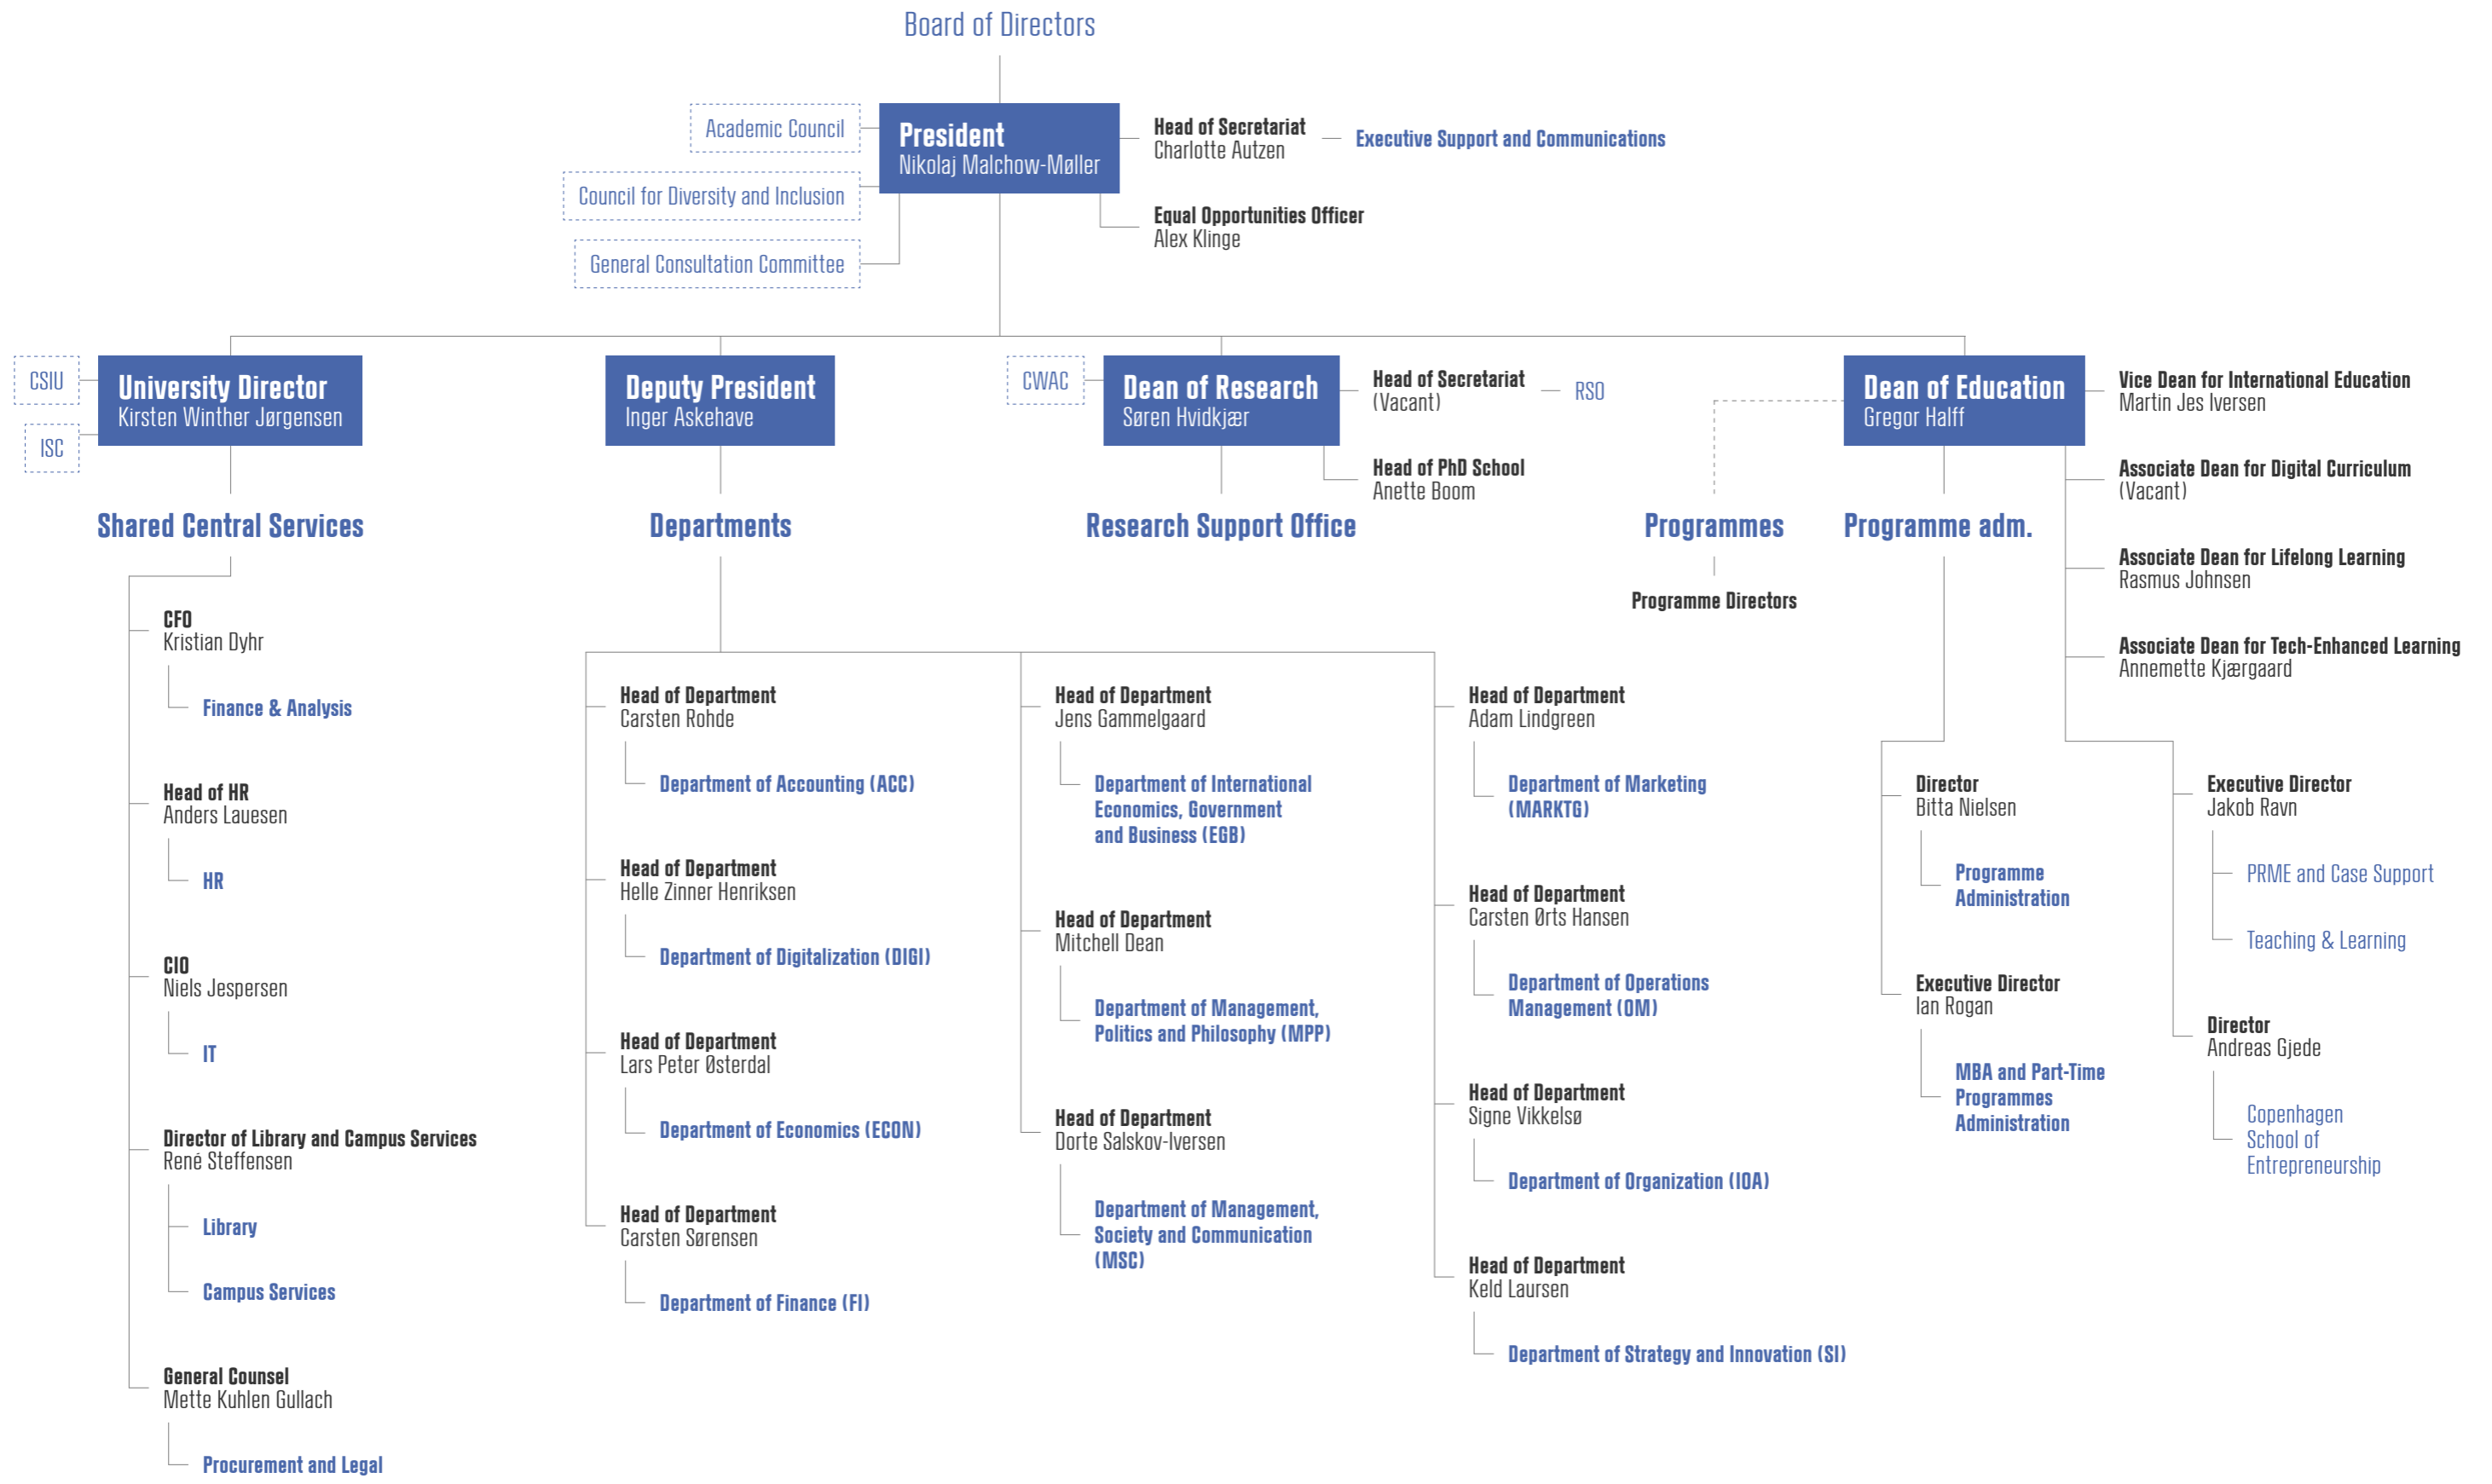 Board of Directors
Academic Council
Council for Diversity and Inclusion
General Consultation Committee
President
Nikolaj Malchow-Møller
Head of Secretariat
Charlotte Autzen
Executive Support and Communications
Equal Opportunities Officer
Alex Klinge
CSIU
ISC
University Director
Kirsten Winther Jørgensen
Deputy President
Inger Askehave
CWAC
Dean of Research
Søren Hvidkjær
Head of Secretariat
(Vacant)
RSO
Head of PhD School
Anette Boom
Dean of Education
Gregor Halff
Vice Dean for International Education
Martin Jes Iversen
Associate Dean for Digital Curriculum
(Vacant)
Associate Dean for Lifelong Learning
Rasmus Johnsen
Associate Dean for Tech-Enhanced Learning
Annemette Kjærgaard
Shared Central Services
Departments
Research Support Office
Programmes
Programme adm.
Programme Directors
CFO
Kristian Dyhr
Finance & Analysis
Head of HR
Anders Lauesen
HR
CIO
Niels Jespersen
IT
Director of Library and Campus Services
René Steffensen
Library
Campus Services
General Counsel
Mette Kuhlen Gullach
Procurement and Legal
Head of Department
Carsten Rohde
Department of Accounting (ACC)
Head of Department
Helle Zinner Henriksen
Department of Digitalization (DIGI)
Head of Department
Lars Peter Østerdal
Department of Economics (ECON)
Head of Department
Carsten Sørensen
Department of Finance (FI)
Head of Department
Jens Gammelgaard
Department of International
Economics, Government
and Business (EGB)
Head of Department
Mitchell Dean
Department of Management,
Politics and Philosophy (MPP)
Head of Department
Dorte Salskov-Iversen
Department of Management,
Society and Communication
(MSC)
Head of Department
Adam Lindgreen
Department of Marketing
(MARKTG)
Head of Department
Carsten Ørts Hansen
Department of Operations
Management (OM)
Head of Department
Signe Vikkelsø
Department of Organization (IOA)
Head of Department
Keld Laursen
Department of Strategy and Innovation (SI)
Director
Bitta Nielsen
Programme
Administration
Executive Director
Ian Rogan
MBA and Part-Time
Programmes
Administration
Executive Director
Jakob Ravn
PRME and Case Support
Teaching & Learning
Director
Andreas Gjede
Copenhagen
School of
Entrepreneurship